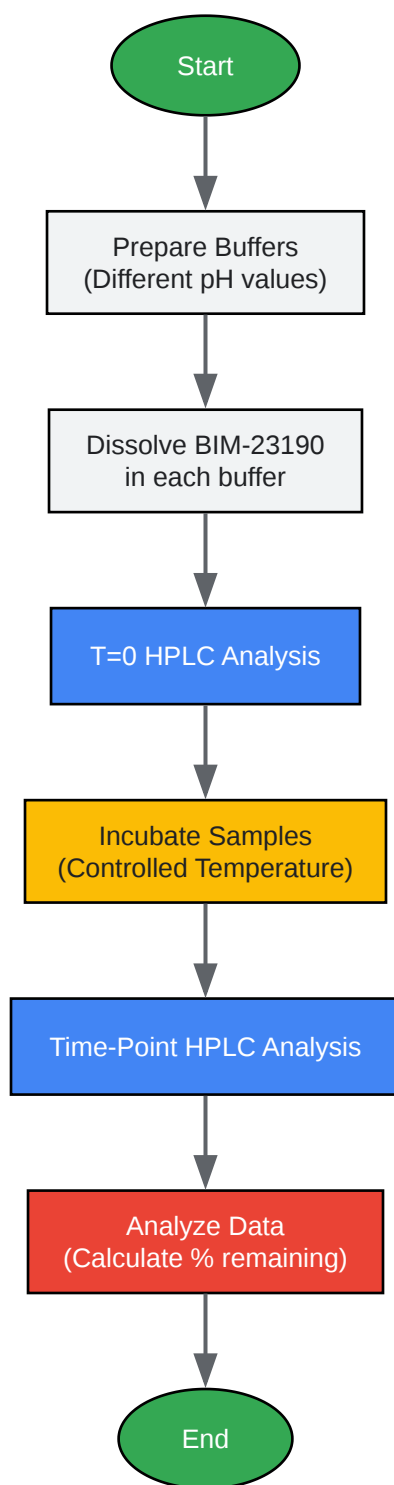 Start
Prepare Buffers
(Different pH values)
Dissolve BIM-23190
in each buffer
T=0 HPLC Analysis
Incubate Samples
(Controlled Temperature)
Time-Point HPLC Analysis
Analyze Data
(Calculate % remaining)
End